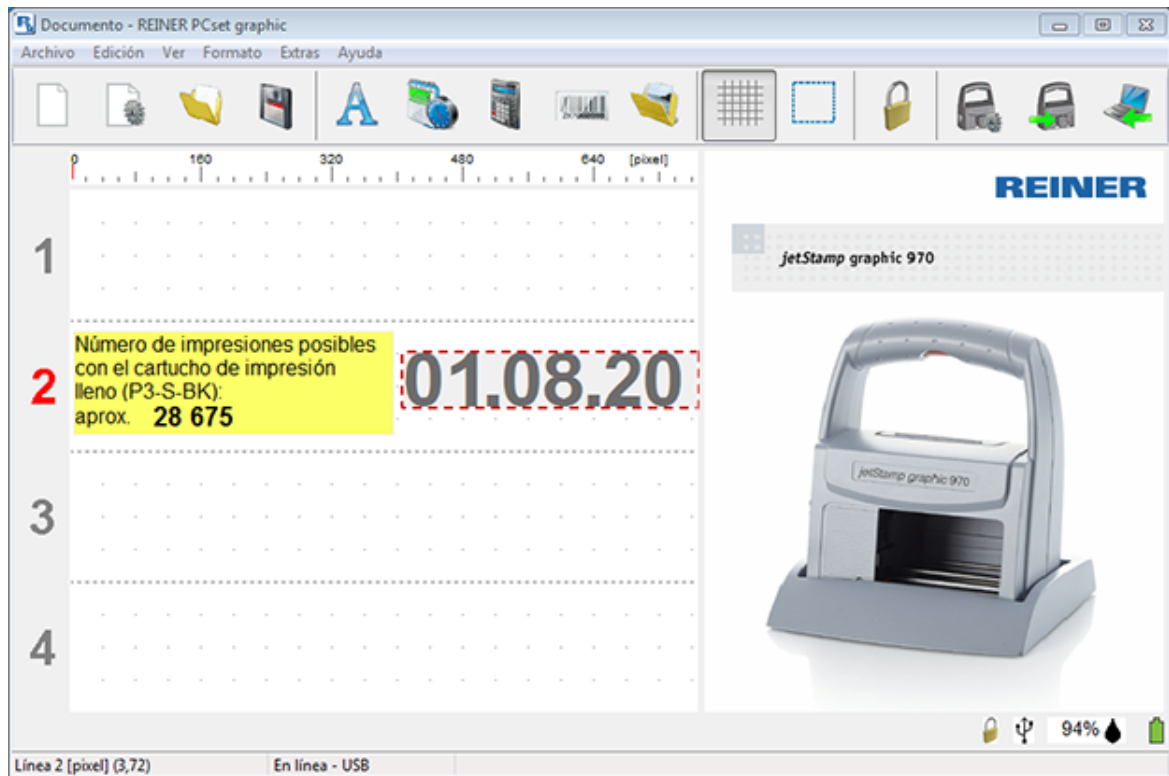 Documento - REINER PCset graphic
Archivo Edición Ver Formato Extras Ayuda
0 160 320 480 640 [pixel]
REINER
jetStamp graphic 970
1
Número de impresiones posibles
con el cartucho de impresión
lleno (P3-S-BK):
aprox. 28 675
2
01.08.20
jetStamp graphic 970
3
4
94%
Línea 2 [pixel] (3,72) En línea - USB